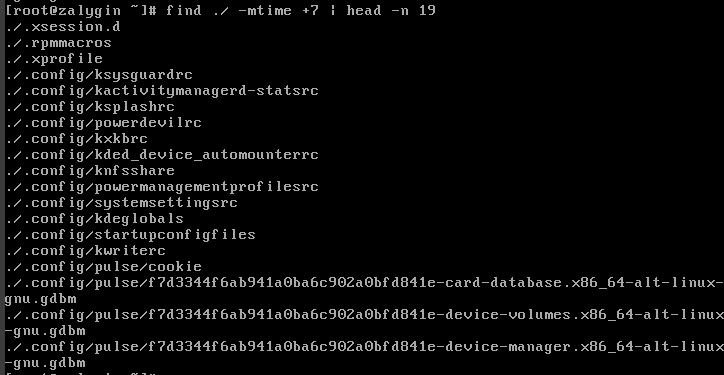 [root@zalygin ~]# find ./ -mtime +7 | head -n 19
./.xsession.d
./.rpmmacros
./.xprofile
./.config/ksysguardrc
./.config/kactivitymanagerd-statsrc
./.config/ksplashrc
./.config/powerdevilrc
./.config/kxkbrc
./.config/kded_device_automounterrc
./.config/knfsshare
./.config/powermanagementprofilesrc
./.config/systemsettingsrc
./.config/kdeglobals
./.config/startupconfigfiles
./.config/kwriterc
./.config/pulse/cookie
./.config/pulse/f7d3344f6ab941a0ba6c902a0bfd841e-card-database.x86_64-alt-linux-
gnu.gdbm
./.config/pulse/f7d3344f6ab941a0ba6c902a0bfd841e-device-volumes.x86_64-alt-linux
-gnu.gdbm
./.config/pulse/f7d3344f6ab941a0ba6c902a0bfd841e-device-manager.x86_64-alt-linux
-gnu.gdbm
[root@zalygin ~]#